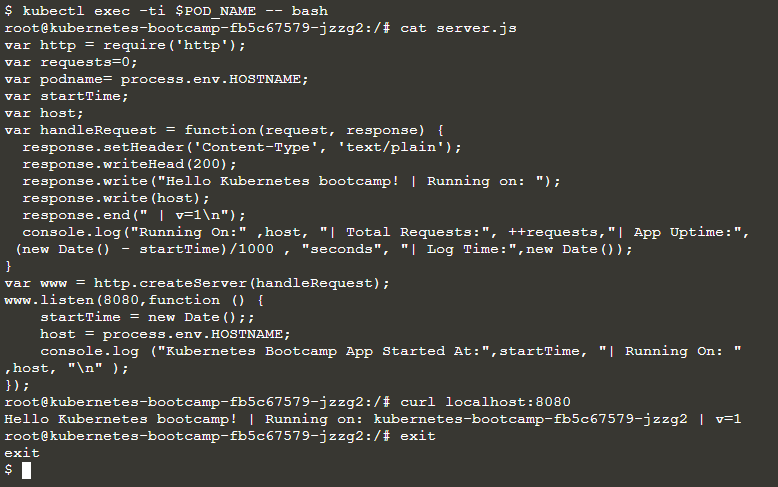 $ kubectl exec -ti $POD_NAME -- bash
root@kubernetes-bootcamp-fb5c67579-jzzg2:/# cat server.js
var http = require('http');
var requests=0;
var podname= process.env.HOSTNAME;
var startTime;
var host;
var handleRequest = function(request, response) {
  response.setHeader('Content-Type', 'text/plain');
  response.writeHead(200);
  response.write("Hello Kubernetes bootcamp! | Running on: ");
  response.write(host);
  response.end(" | v=1\n");
  console.log("Running On:" ,host, "| Total Requests:", ++requests,"| App Uptime:",
 (new Date() - startTime)/1000 , "seconds", "| Log Time:",new Date());
}
var www = http.createServer(handleRequest);
www.listen(8080,function () {
    startTime = new Date();;
    host = process.env.HOSTNAME;
    console.log ("Kubernetes Bootcamp App Started At:",startTime, "| Running On: "
,host, "\n" );
});
root@kubernetes-bootcamp-fb5c67579-jzzg2:/# curl localhost:8080
Hello Kubernetes bootcamp! | Running on: kubernetes-bootcamp-fb5c67579-jzzg2 | v=1
root@kubernetes-bootcamp-fb5c67579-jzzg2:/# exit
exit
$